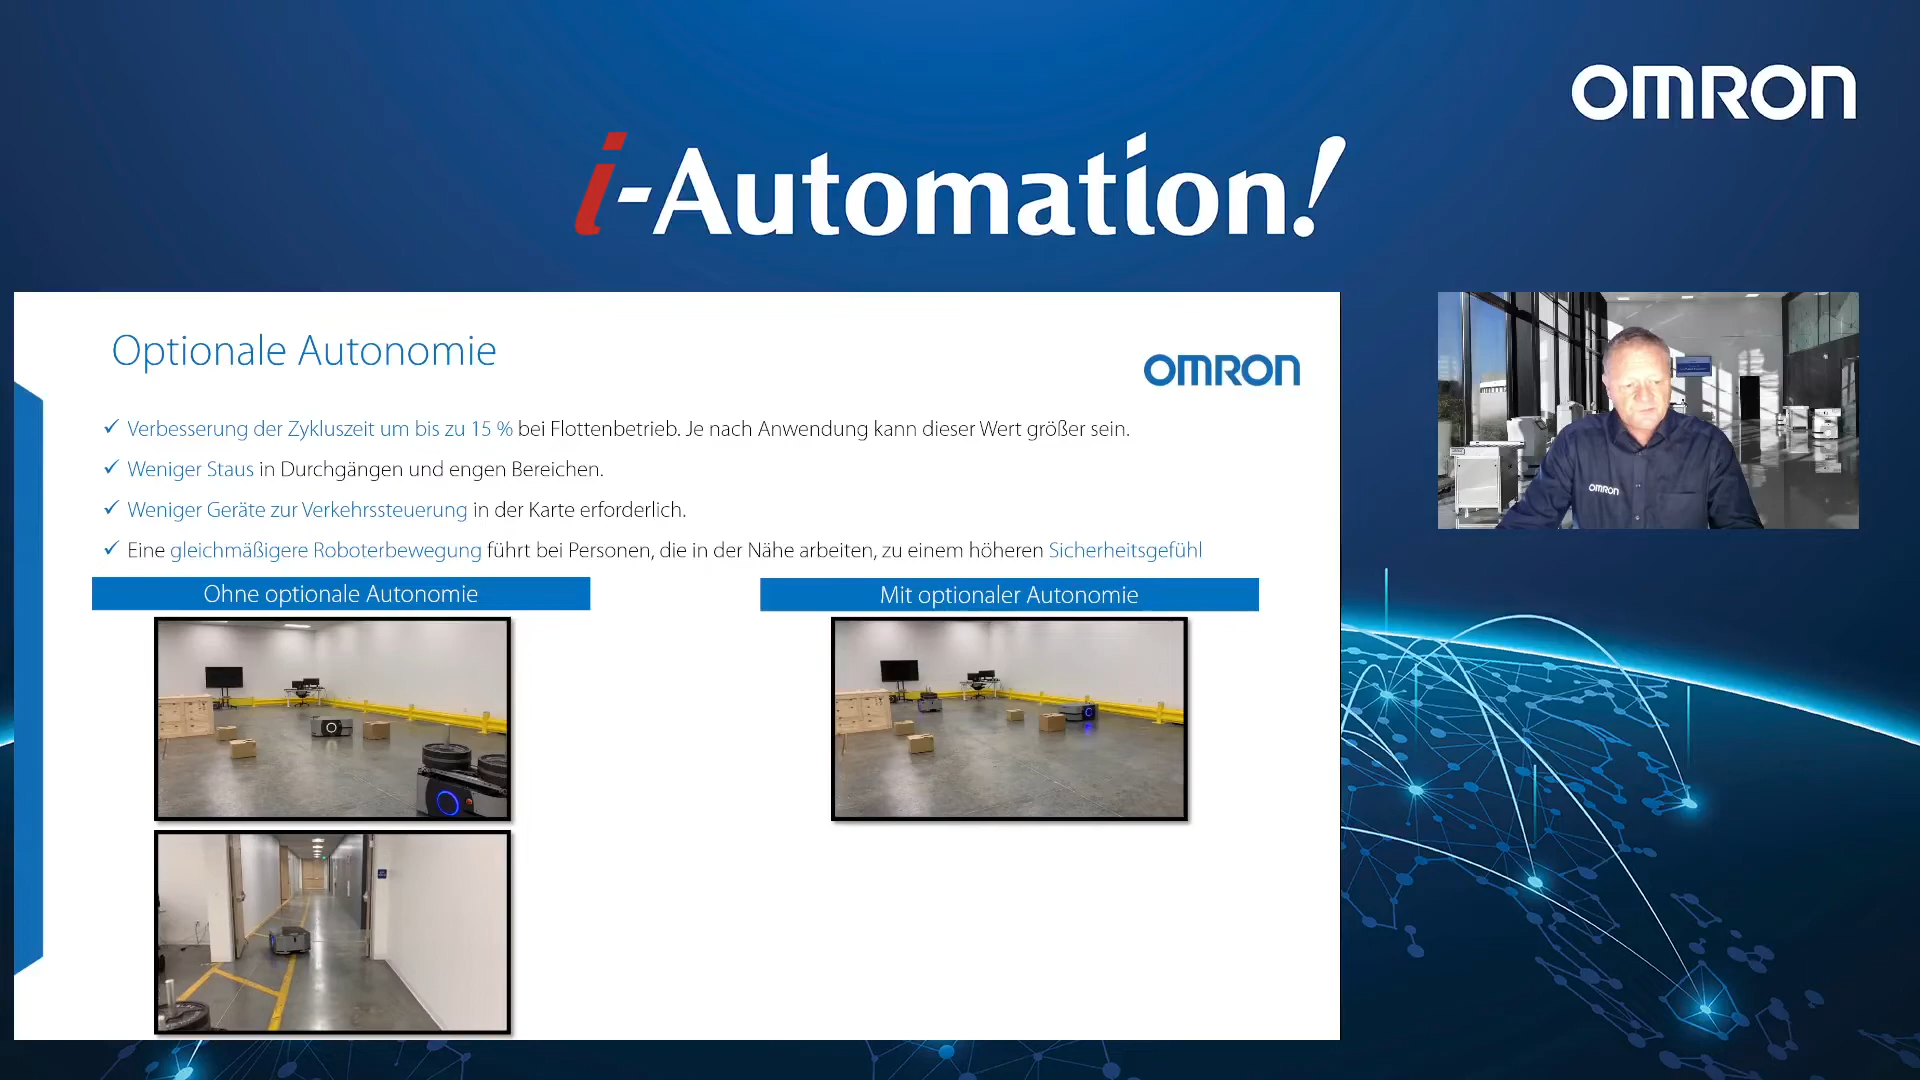 OMRON
i-Automation!
Optionale Autonomie
OMRON
✓ Verbesserung der Zykluszeit um bis zu 15 % bei Flottenbetrieb. Je nach Anwendung kann dieser Wert größer sein.
✓ Weniger Staus in Durchgängen und engen Bereichen.
✓ Weniger Geräte zur Verkehrssteuerung in der Karte erforderlich.
✓ Eine gleichmäßigere Roboterbewegung führt bei Personen, die in der Nähe arbeiten, zu einem höheren Sicherheitsgefühl
Ohne optionale Autonomie
Mit optionaler Autonomie
OMRON